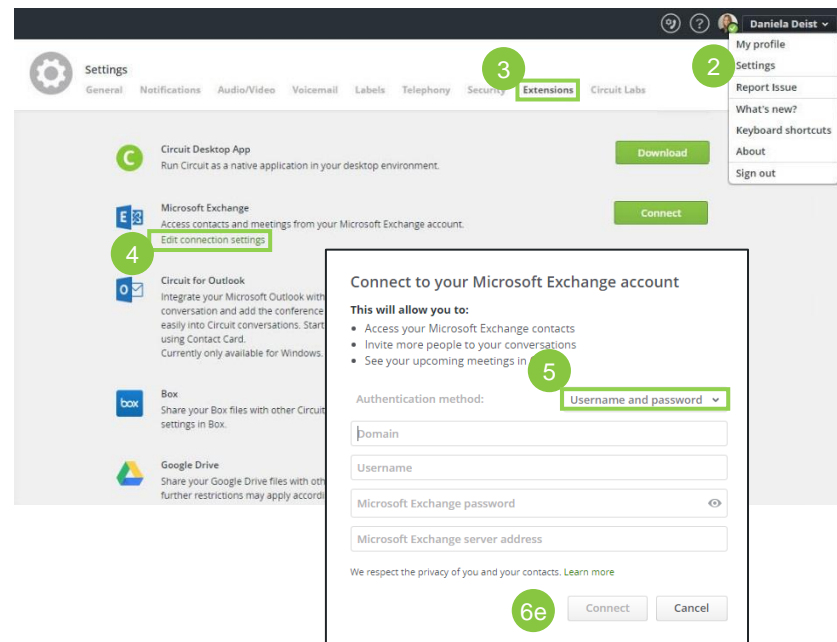 Daniela Deist
My profile
2
Settings
Report Issue
What's new?
Keyboard shortcuts
About
Sign out
Settings
3
General Notifications Audio/Video Voicemail Labels Telephony Security Extensions Circuit Labs
C
Circuit Desktop App
Run Circuit as a native application in your desktop environment.
Download
Microsoft Exchange
Access contacts and meetings from your Microsoft Exchange account.
Edit connection settings
Connect
4
Circuit for Outlook
Integrate your Microsoft Outlook with
conversation and add the conference
easily into Circuit conversations. Start
using Contact Card.
Currently only available for Windows.
box
Box
Share your Box files with other Circuit
settings in Box.
Google Drive
Share your Google Drive files with oth
further restrictions may apply accordi
Connect to your Microsoft Exchange account
This will allow you to:
• Access your Microsoft Exchange contacts
• Invite more people to your conversations
• See your upcoming meetings in
5
Authentication method: Username and password
Domain
Username
Microsoft Exchange password
Microsoft Exchange server address
We respect the privacy of you and your contacts. Learn more
6e
Connect Cancel